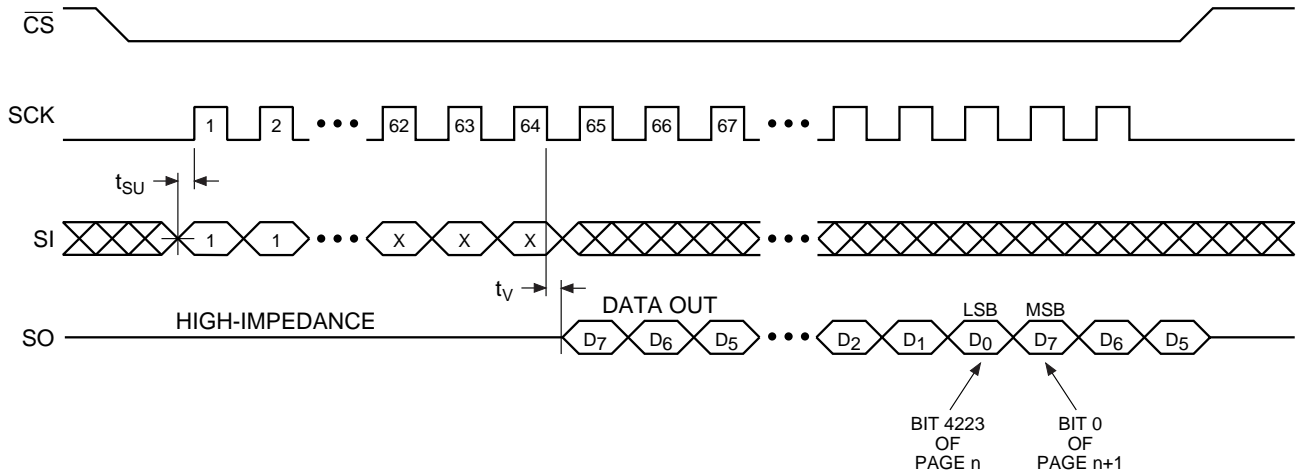 CS
SCK
1 2 ••• 62 63 64 65 66 67 •••
tSU
SI
1 1 ••• X X X •••
tV
DATA OUT
LSB MSB
HIGH-IMPEDANCE
SO
D7 D6 D5 ••• D2 D1 D0 D7 D6 D5
BIT 4223
OF
PAGE n
BIT 0
OF
PAGE n+1